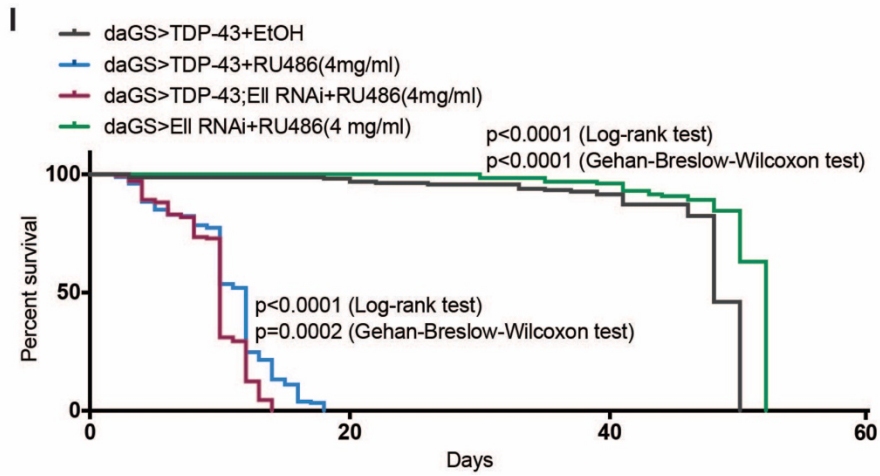 I
daGS>TDP-43+EtOH
daGS>TDP-43+RU486(4mg/ml)
daGS>TDP-43;Ell RNAi+RU486(4mg/ml)
daGS>Ell RNAi+RU486(4 mg/ml)
p<0.0001 (Log-rank test)
p<0.0001 (Gehan-Breslow-Wilcoxon test)
100
50
0
Percent survival
p<0.0001 (Log-rank test)
p=0.0002 (Gehan-Breslow-Wilcoxon test)
0 20 40 60
Days